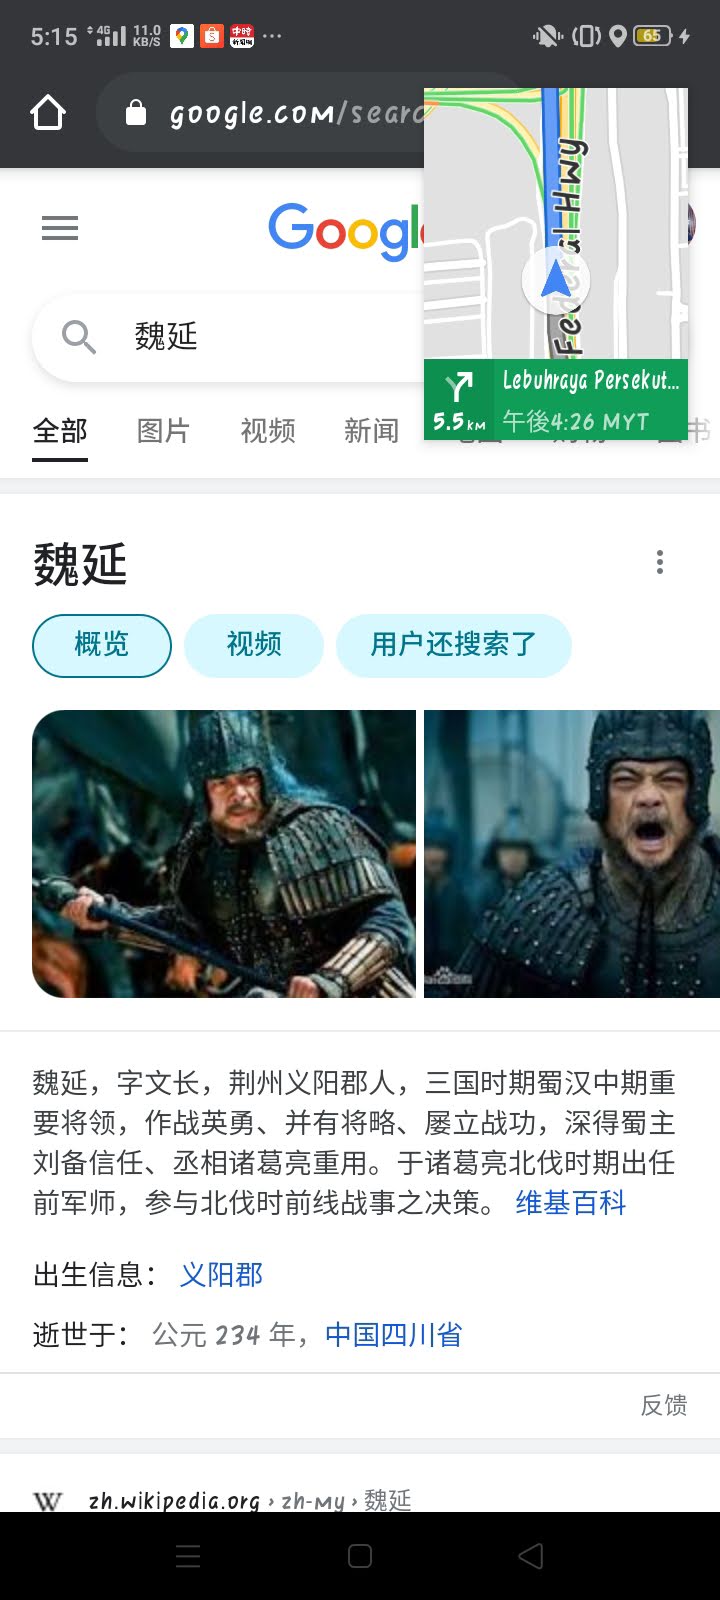 5:15 4G 11.0 KB/S 中時新聞網 ... 65
google.com/searc
Federal Hwy
Google
魏延
Lebuhraya Persekut...
5.5 KM 午後4:26 MYT
全部 图片 视频 新闻
魏延
概览 视频 用户还搜索了
魏延，字文长，荆州义阳郡人，三国时期蜀汉中期重
要将领，作战英勇、并有将略、屡立战功，深得蜀主
刘备信任、丞相诸葛亮重用。于诸葛亮北伐时期出任
前军师，参与北伐时前线战事之决策。 维基百科
出生信息： 义阳郡
逝世于： 公元 234 年，中国四川省
反馈
W zh.wikipedia.org › zh-my › 魏延